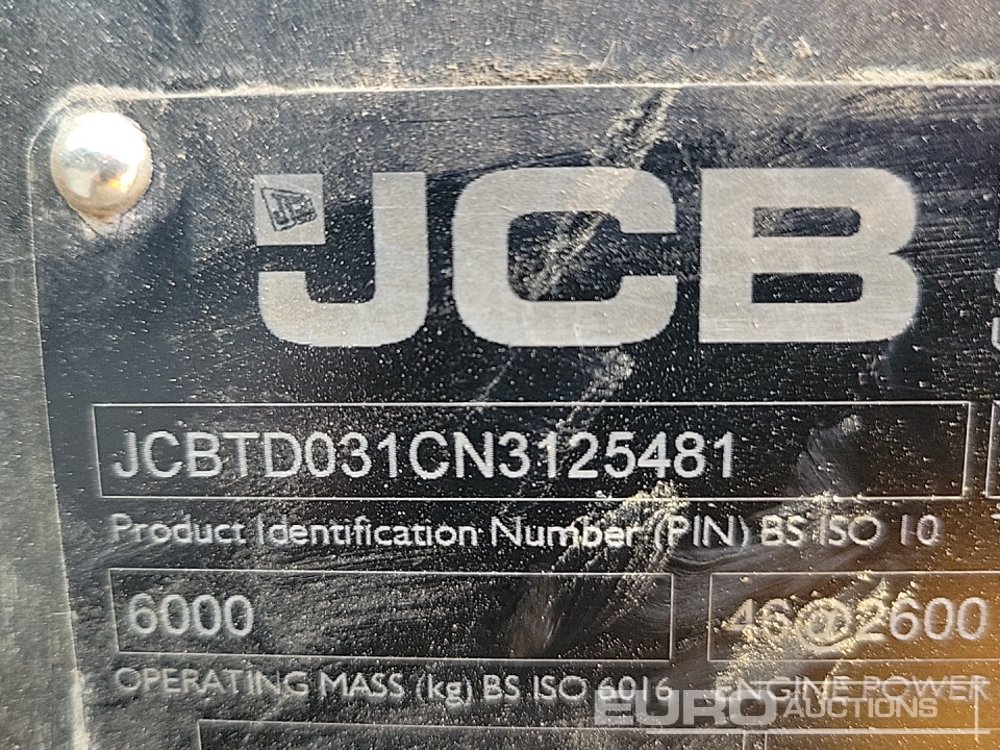 JCB
JCBTD031CN3125481
Product Identification Number (PIN) BS ISO 10
6000
46@2600
OPERATING MASS (kg) BS ISO 6016
ENGINE POWER
EURO AUCTIONS